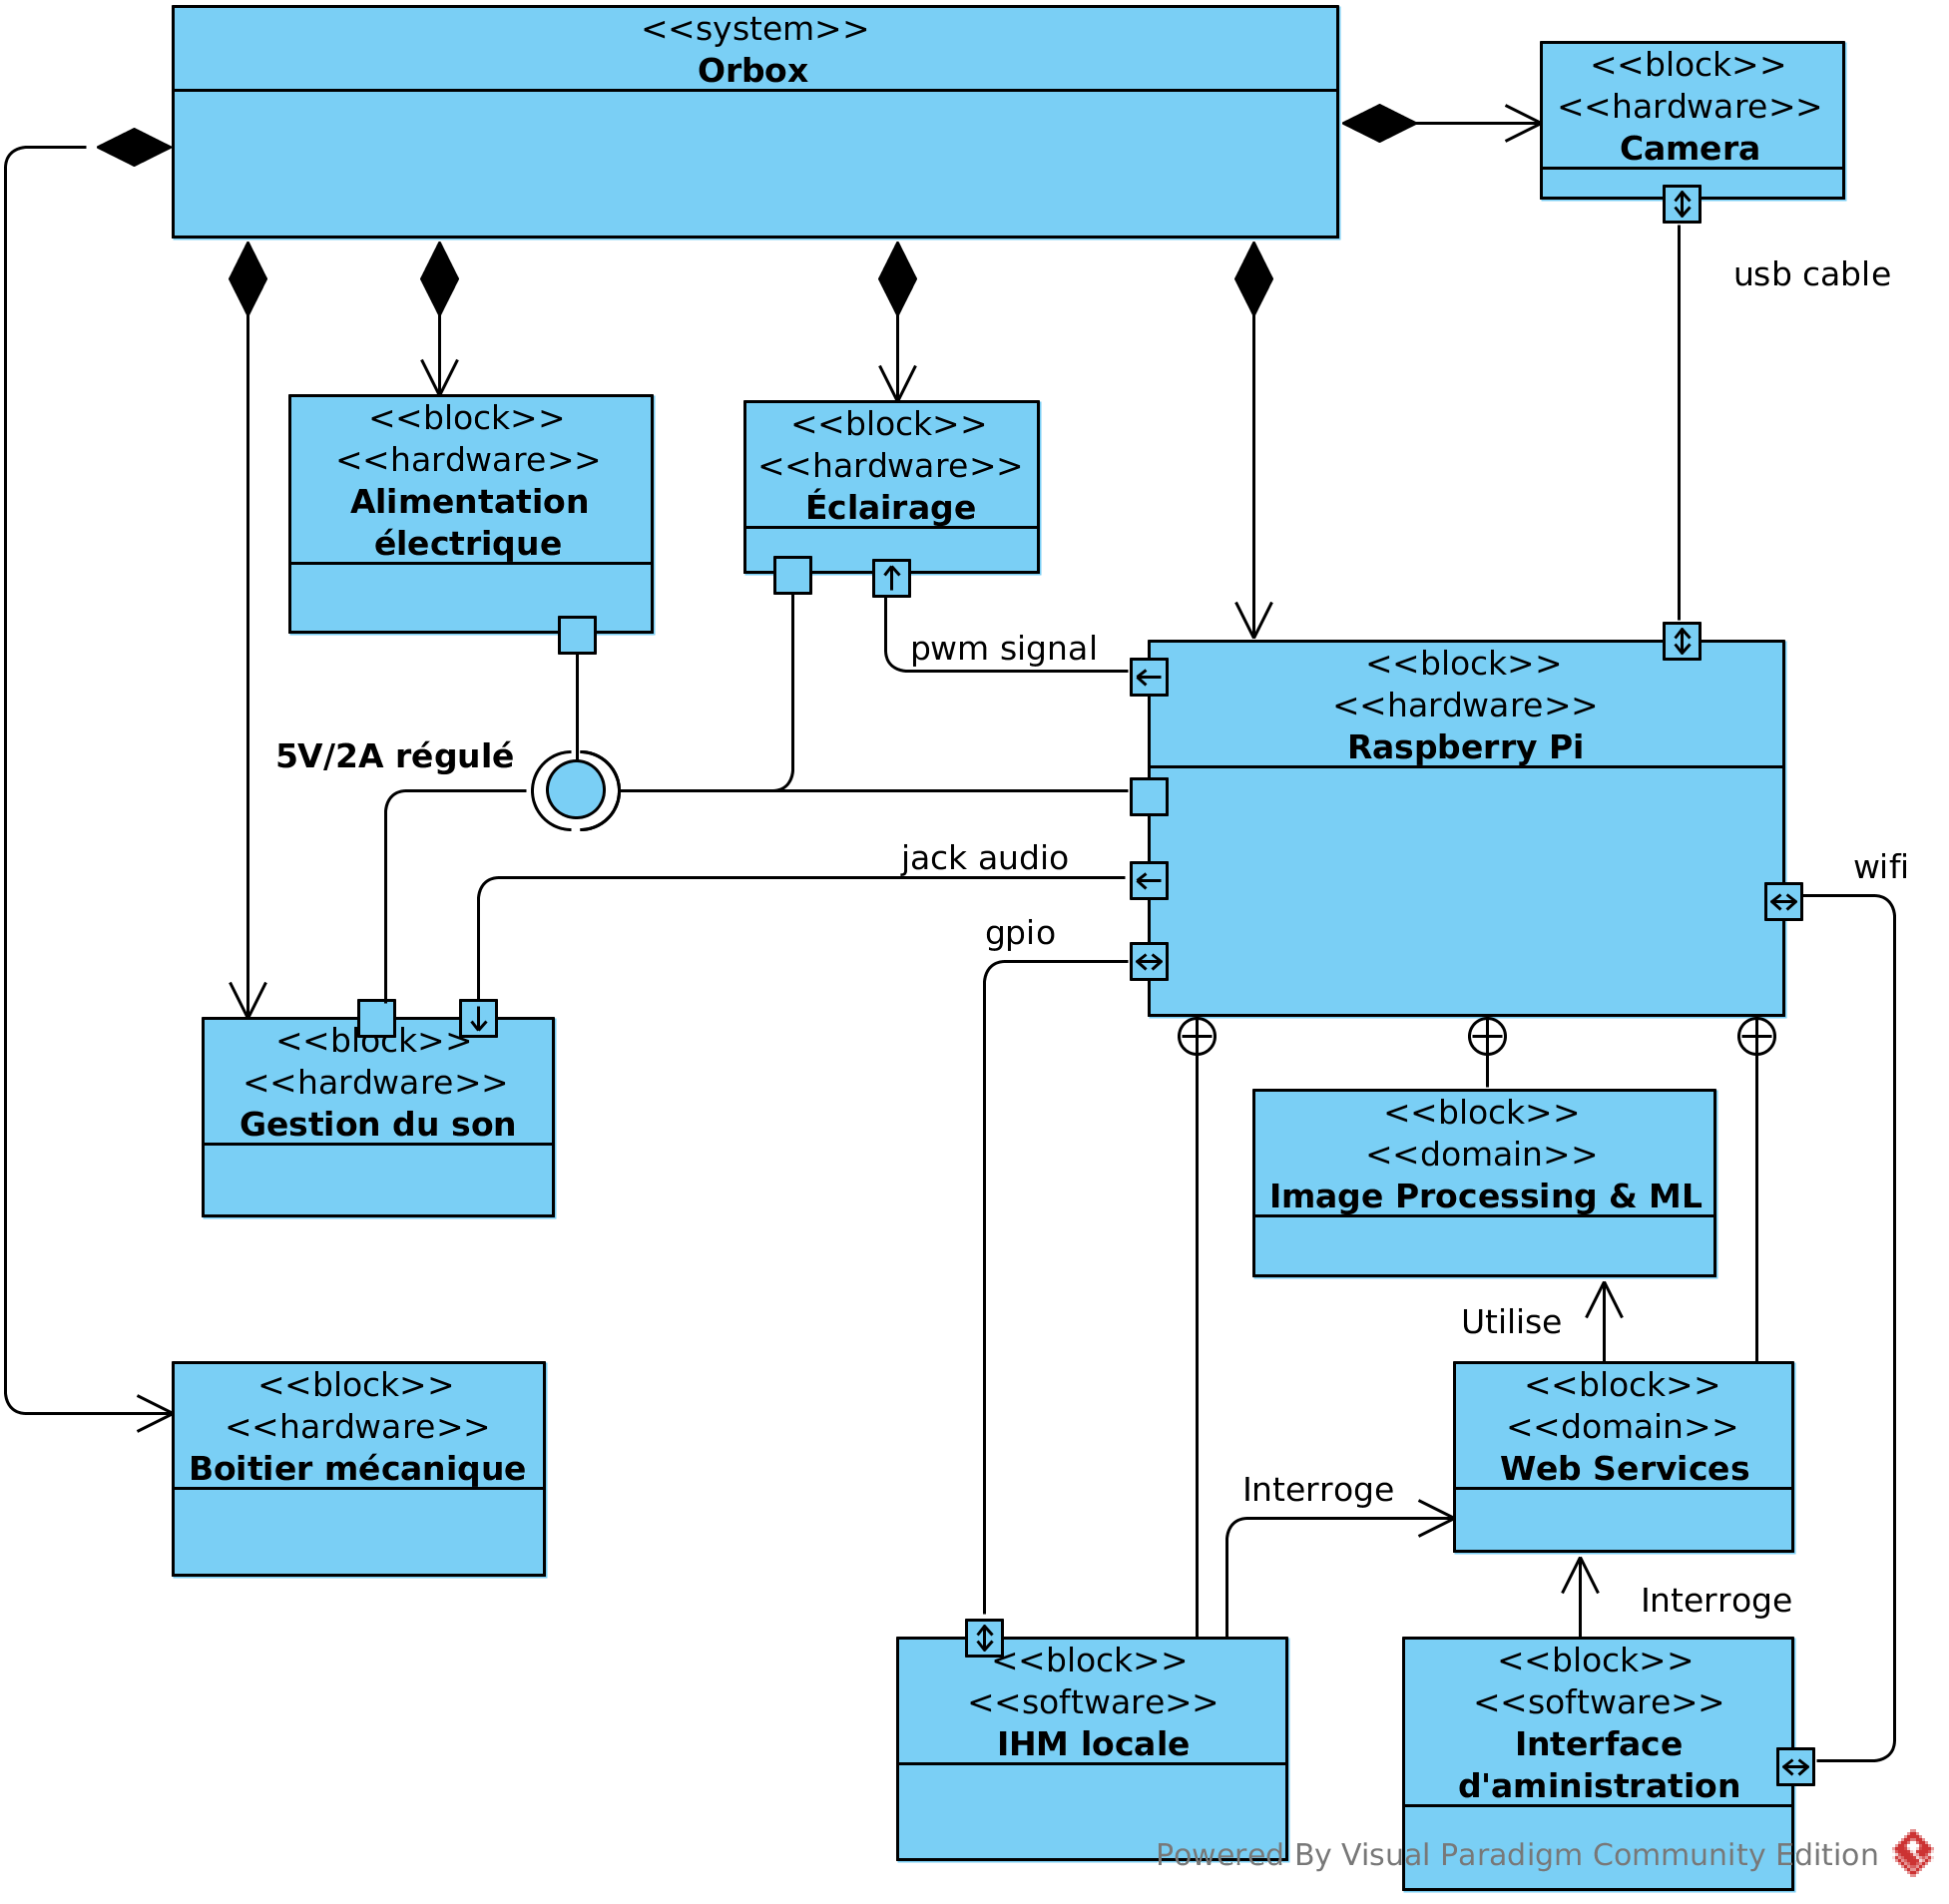 <<system>>
Orbox
<<block>>
<<hardware>>
Camera
usb cable
<<block>>
<<hardware>>
Alimentation
électrique
<<block>>
<<hardware>>
Éclairage
pwm signal
<<block>>
<<hardware>>
Raspberry Pi
5V/2A régulé
jack audio
wifi
gpio
<<block>>
<<hardware>>
Gestion du son
<<block>>
<<domain>>
Image Processing & ML
Utilise
<<block>>
<<hardware>>
Boitier mécanique
<<block>>
<<domain>>
Web Services
Interroge
Interroge
<<block>>
<<software>>
IHM locale
<<block>>
<<software>>
Interface
d'aministration
Powered By Visual Paradigm Community Edition